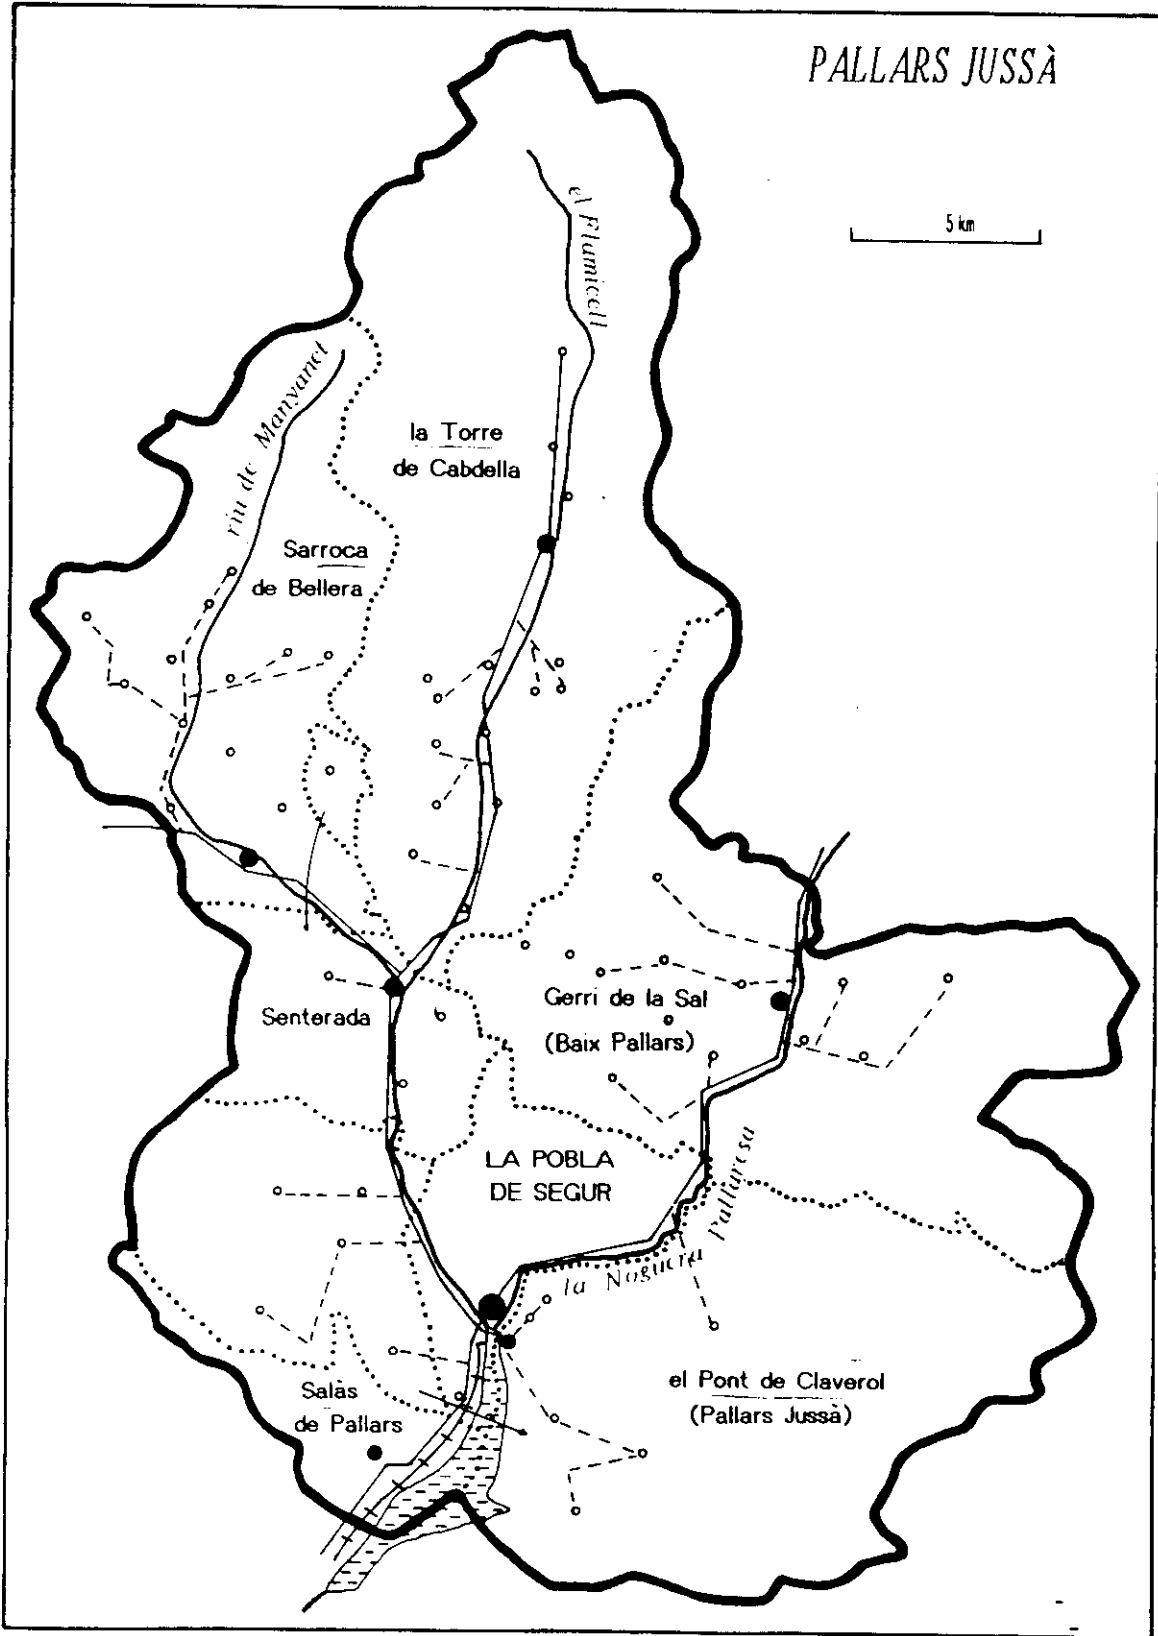 PALLARS JUSSÀ
5 km
el Flamicell
riu de Manyanet
la Torre
de Cabdella
Sarroca
de Bellera
Gerri de la Sal
(Baix Pallars)
Senterada
LA POBLA
DE SEGUR
la Noguera Pallaresa
Salàs
de Pallars
el Pont de Claverol
(Pallars Jussà)